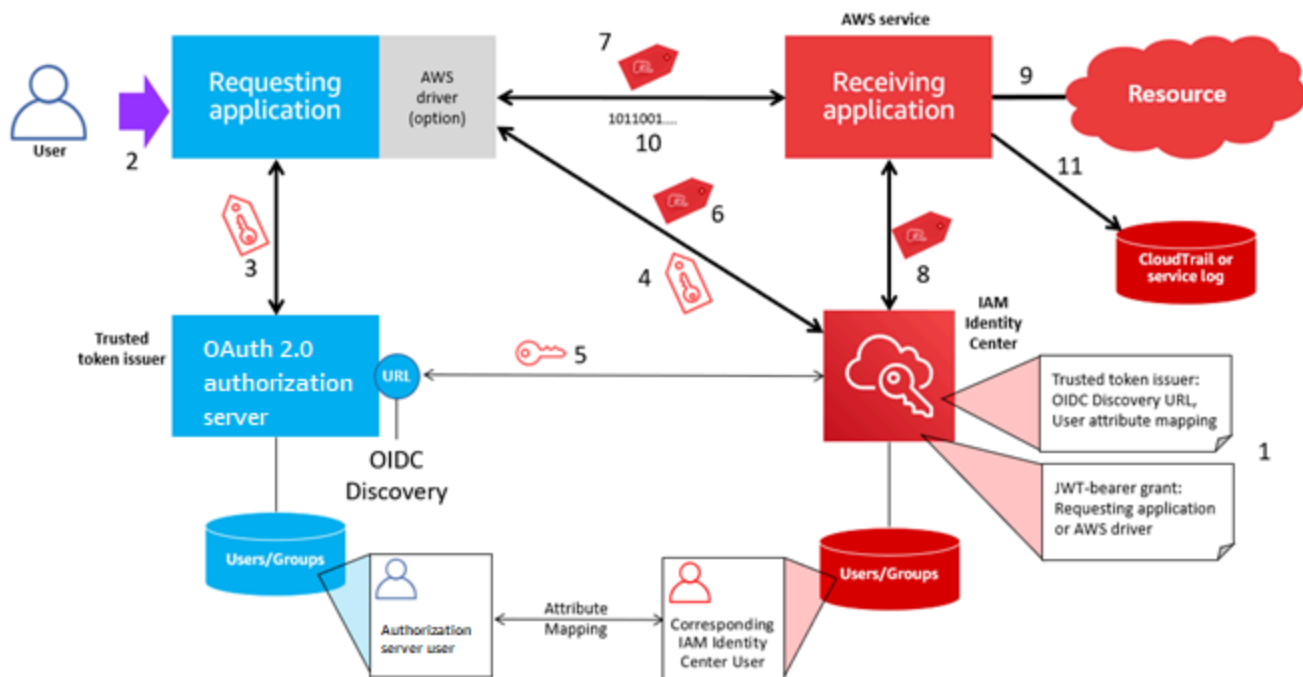 AWS service
7
9
Requesting
application
AWS
driver
(option)
Receiving
application
Resource
1011001....
10
User
2
11
6
3
4
8
CloudTrail or
service log
IAM
Identity
Center
Trusted
token issuer
OAuth 2.0
authorization
server
URL
5
Trusted token issuer:
OIDC Discovery URL,
User attribute mapping
1
OIDC
Discovery
JWT-bearer grant:
Requesting application
or AWS driver
Users/Groups
Users/Groups
Attribute
Mapping
Authorization
server user
Corresponding
IAM Identity
Center User